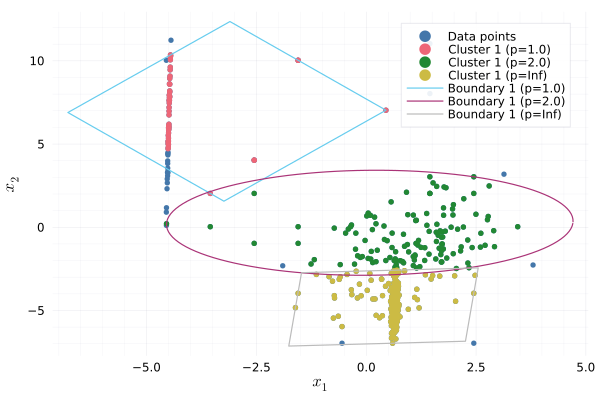 Data points
Cluster 1 (p=1.0)
Cluster 1 (p=2.0)
Cluster 1 (p=Inf)
Boundary 1 (p=1.0)
Boundary 1 (p=2.0)
Boundary 1 (p=Inf)
10
5
0
−5
x₂
−5.0
−2.5
0.0
2.5
5.0
x₁